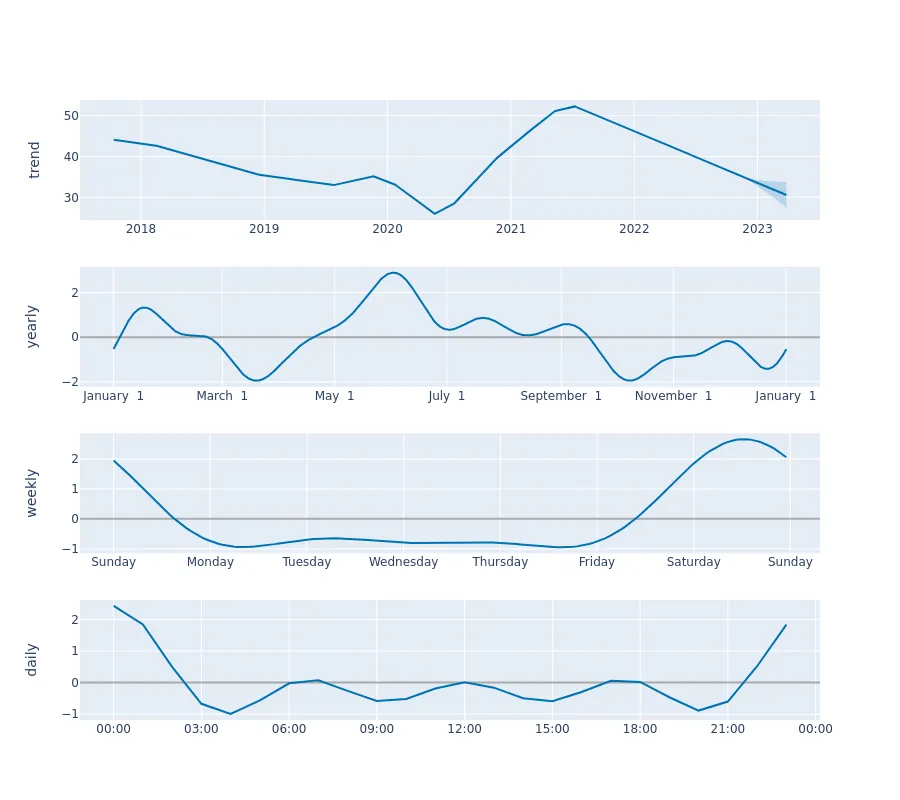 trend
50
40
30
2018 2019 2020 2021 2022 2023
yearly
2
0
−2
January 1 March 1 May 1 July 1 September 1 November 1 January 1
weekly
2
1
0
−1
Sunday Monday Tuesday Wednesday Thursday Friday Saturday Sunday
daily
2
1
0
−1
00:00 03:00 06:00 09:00 12:00 15:00 18:00 21:00 00:00